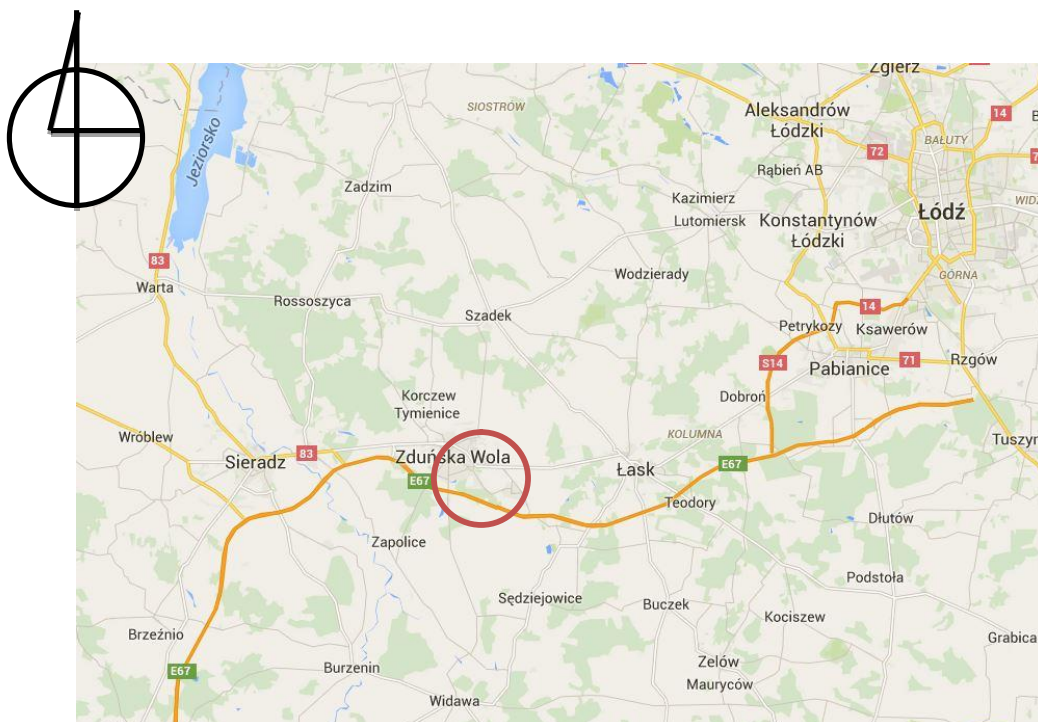 Zgierz
SIOSTRÓW
Aleksandrów
Łódzki
14
BAŁUTY
72
Rąbień AB
Jeziorsko
Zadzim
Kazimierz
Lutomiersk
Konstantynów
Łódzki
Łódź
83
Wodzierady
GÓRNA
Warta
Rossoszyca
14
Szadek
Petrykozy
Ksawerów
S14
71
Rzgów
Pabianice
Korczew
Tymienice
Dobroń
KOLUMNA
Wróblew
83
Tuszyn
Sieradz
Zduńska Wola
Łask
E67
E67
Teodory
Dłutów
Zapolice
Podstoła
Sędziejowice
Buczek
Kociszew
Brzeźnio
Grabica
E67
Burzenin
Zelów
Mauryców
Widawa